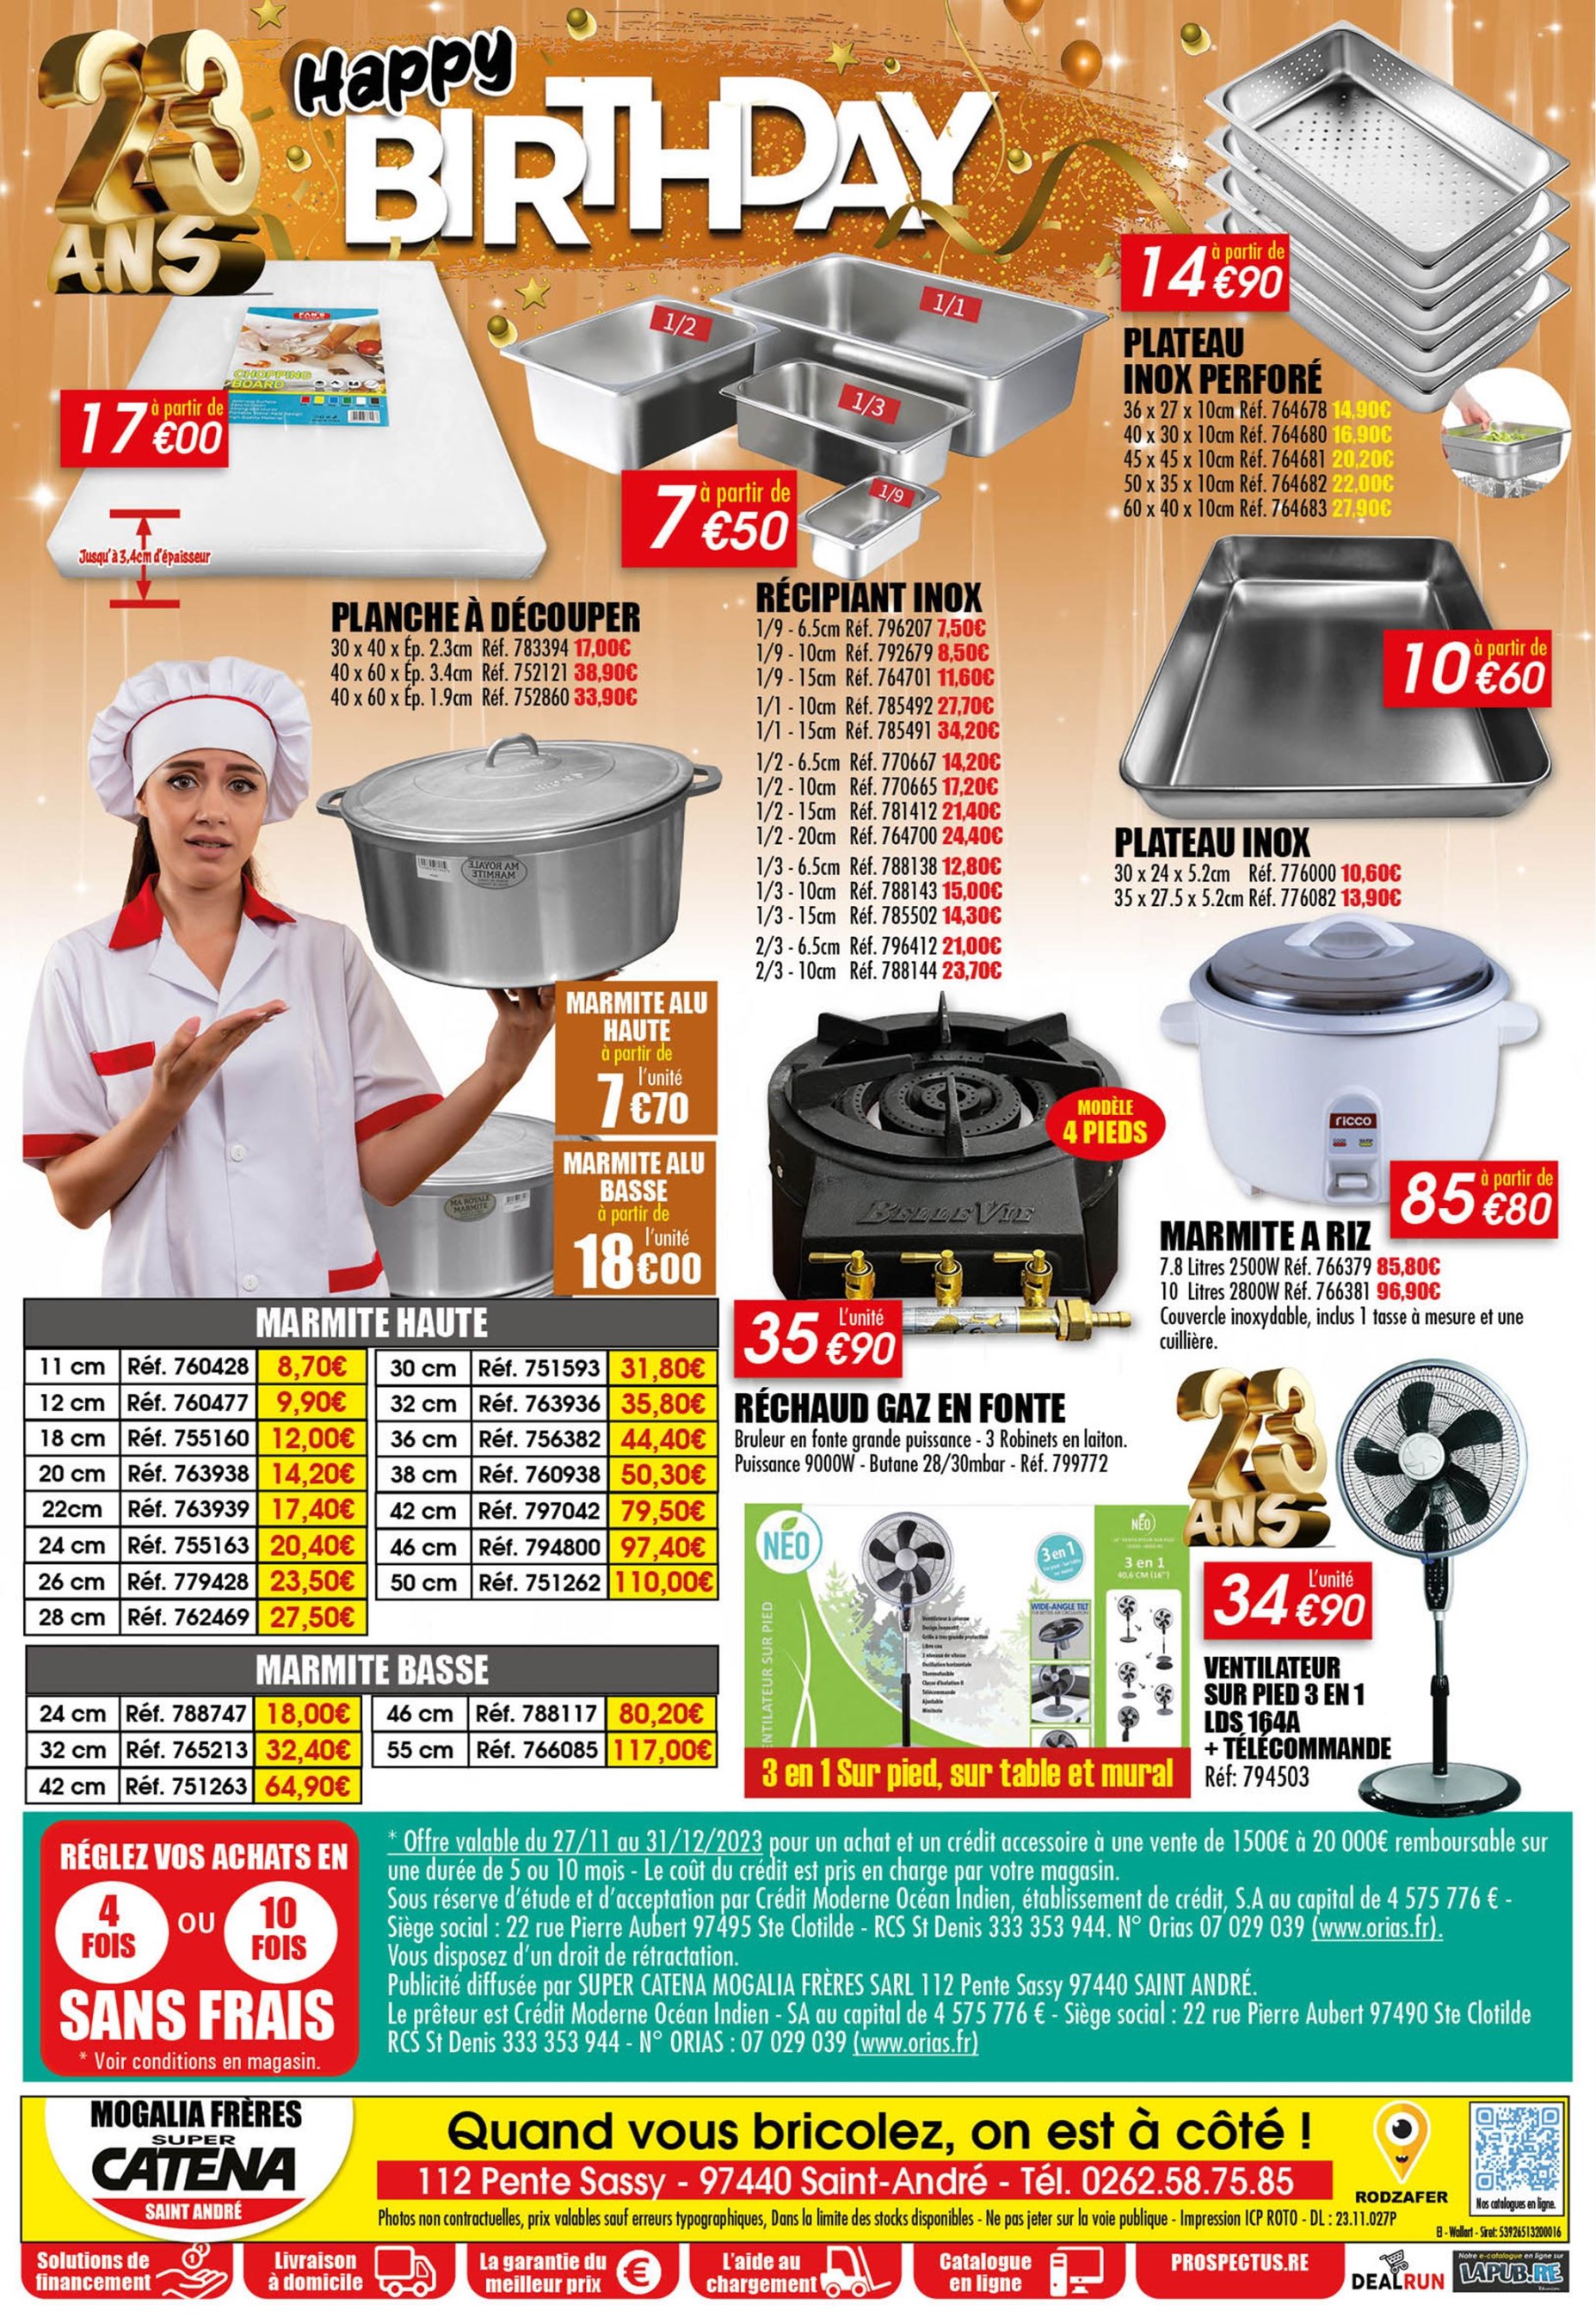 23 ANS
Happy
BIRTHDAY
FAN'S
CHOPPING
BOARD
17€00 à partir de
Jusqu'à 3,4cm d'épaisseur
PLANCHE À DÉCOUPER
30 x 40 x Ép. 2.3cm Réf. 783394 17,00€
40 x 60 x Ép. 3.4cm Réf. 752121 38,90€
40 x 60 x Ép. 1.9cm Réf. 752860 33,90€
1/2
1/1
1/3
1/9
7€50 à partir de
RÉCIPIANT INOX
1/9 - 6.5cm Réf. 796207 7,50€
1/9 - 10cm Réf. 792679 8,50€
1/9 - 15cm Réf. 764701 11,60€
1/1 - 10cm Réf. 785492 27,70€
1/1 - 15cm Réf. 785491 34,20€
1/2 - 6.5cm Réf. 770667 14,20€
1/2 - 10cm Réf. 770665 17,20€
1/2 - 15cm Réf. 781412 21,40€
1/2 - 20cm Réf. 764700 24,40€
1/3 - 6.5cm Réf. 788138 12,80€
1/3 - 10cm Réf. 788143 15,00€
1/3 - 15cm Réf. 785502 14,30€
2/3 - 6.5cm Réf. 796412 21,00€
2/3 - 10cm Réf. 788144 23,70€
14€90 à partir de
PLATEAU
INOX PERFORÉ
36 x 27 x 10cm Réf. 764678 14,90€
40 x 30 x 10cm Réf. 764680 16,90€
45 x 45 x 10cm Réf. 764681 20,20€
50 x 35 x 10cm Réf. 764682 22,00€
60 x 40 x 10cm Réf. 764683 27,90€
10€60 à partir de
PLATEAU INOX
30 x 24 x 5.2cm Réf. 776000 10,60€
35 x 27.5 x 5.2cm Réf. 776082 13,90€
MA ROYALE
MARMITE
MARMITE ALU
HAUTE
à partir de
7€70 l'unité
MARMITE ALU
BASSE
à partir de
18€00 l'unité
MA ROYALE
MARMITE
MODÈLE
4 PIEDS
BELLE VIE
35€90 L'unité
RÉCHAUD GAZ EN FONTE
Bruleur en fonte grande puissance - 3 Robinets en laiton.
Puissance 9000W - Butane 28/30mbar - Réf. 799772
ricco
85€80 à partir de
MARMITE A RIZ
7.8 Litres 2500W Réf. 766379 85,80€
10 Litres 2800W Réf. 766381 96,90€
Couvercle inoxydable, inclus 1 tasse à mesure et une
cuillière.
MARMITE HAUTE
11 cm Réf. 760428 8,70€
12 cm Réf. 760477 9,90€
18 cm Réf. 755160 12,00€
20 cm Réf. 763938 14,20€
22cm Réf. 763939 17,40€
24 cm Réf. 755163 20,40€
26 cm Réf. 779428 23,50€
28 cm Réf. 762469 27,50€
30 cm Réf. 751593 31,80€
32 cm Réf. 763936 35,80€
36 cm Réf. 756382 44,40€
38 cm Réf. 760938 50,30€
42 cm Réf. 797042 79,50€
46 cm Réf. 794800 97,40€
50 cm Réf. 751262 110,00€
MARMITE BASSE
24 cm Réf. 788747 18,00€
32 cm Réf. 765213 32,40€
42 cm Réf. 751263 64,90€
46 cm Réf. 788117 80,20€
55 cm Réf. 766085 117,00€
NÉO
VENTILATEUR SUR PIED
3 en 1
WIDE-ANGLE TILT
NÉO
3 en 1
40,6 CM (16")
3 en 1 Sur pied, sur table et mural
23 ANS
34€90 L'unité
VENTILATEUR
SUR PIED 3 EN 1
LDS 164A
+ TÉLÉCOMMANDE
Réf: 794503
RÉGLEZ VOS ACHATS EN
4 FOIS OU 10 FOIS
SANS FRAIS
* Voir conditions en magasin.
* Offre valable du 27/11 au 31/12/2023 pour un achat et un crédit accessoire à une vente de 1500€ à 20 000€ remboursable sur
une durée de 5 ou 10 mois - Le coût du crédit est pris en charge par votre magasin.
Sous réserve d'étude et d'acceptation par Crédit Moderne Océan Indien, établissement de crédit, S.A au capital de 4 575 776 € -
Siège social : 22 rue Pierre Aubert 97495 Ste Clotilde - RCS St Denis 333 353 944. N° Orias 07 029 039 (www.orias.fr).
Vous disposez d'un droit de rétractation.
Publicité diffusée par SUPER CATENA MOGALIA FRÈRES SARL 112 Pente Sassy 97440 SAINT ANDRÉ.
Le prêteur est Crédit Moderne Océan Indien - SA au capital de 4 575 776 € - Siège social : 22 rue Pierre Aubert 97490 Ste Clotilde
RCS St Denis 333 353 944 - N° ORIAS : 07 029 039 (www.orias.fr)
MOGALIA FRÈRES
SUPER
CATENA
SAINT ANDRÉ
Quand vous bricolez, on est à côté !
112 Pente Sassy - 97440 Saint-André - Tél. 0262.58.75.85
Photos non contractuelles, prix valables sauf erreurs typographiques, Dans la limite des stocks disponibles - Ne pas jeter sur la voie publique - Impression ICP ROTO - DL : 23.11.027P
RODZAFER
Nos catalogues en ligne.
EI - Wollart - Siret: 53926513200016
Solutions de
financement
Livraison
à domicile
La garantie du
meilleur prix
L'aide au
chargement
Catalogue
en ligne
PROSPECTUS.RE
DEALRUN
Notre e-catalogue en ligne sur
LAPUB.RE